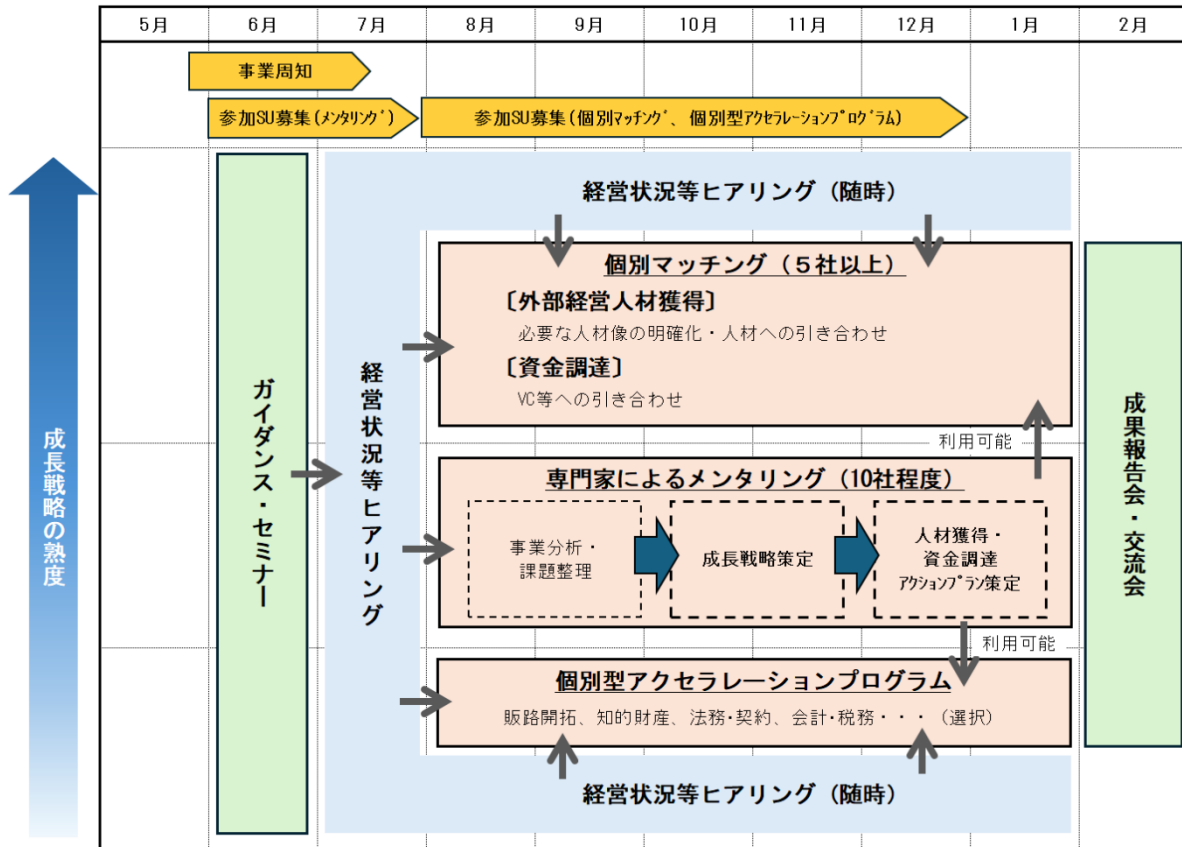 5月
6月
7月
8月
9月
10月
11月
12月
1月
2月
事業周知
参加SU募集(ﾒﾝﾀﾘﾝｸﾞ)
参加SU募集(個別ﾏｯﾁﾝｸﾞ、個別型ｱｸｾﾗﾚｰｼｮﾝﾌﾟﾛｸﾞﾗﾑ)
成長戦略の熟度
ガイダンス・セミナー
経営状況等ヒアリング
経営状況等ヒアリング（随時）
個別マッチング（５社以上）
〔外部経営人材獲得〕
必要な人材像の明確化・人材への引き合わせ
〔資金調達〕
VC等への引き合わせ
利用可能
専門家によるメンタリング（10社程度）
事業分析・
課題整理
成長戦略策定
人材獲得・
資金調達
ｱｸｼｮﾝﾌﾟﾗﾝ策定
利用可能
個別型アクセラレーションプログラム
販路開拓、知的財産、法務・契約、会計・税務・・・（選択）
経営状況等ヒアリング（随時）
成果報告会・交流会